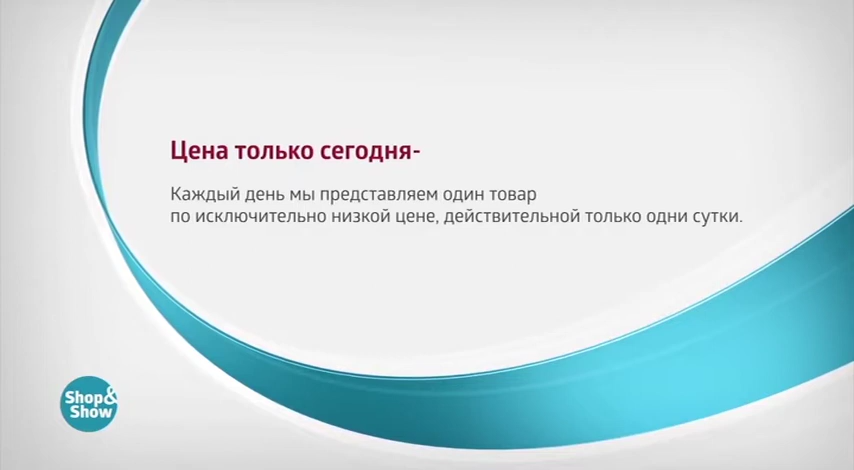 Цена только сегодня-
Каждый день мы представляем один товар
по исключительно низкой цене, действительной только одни сутки.
Shop&
Show